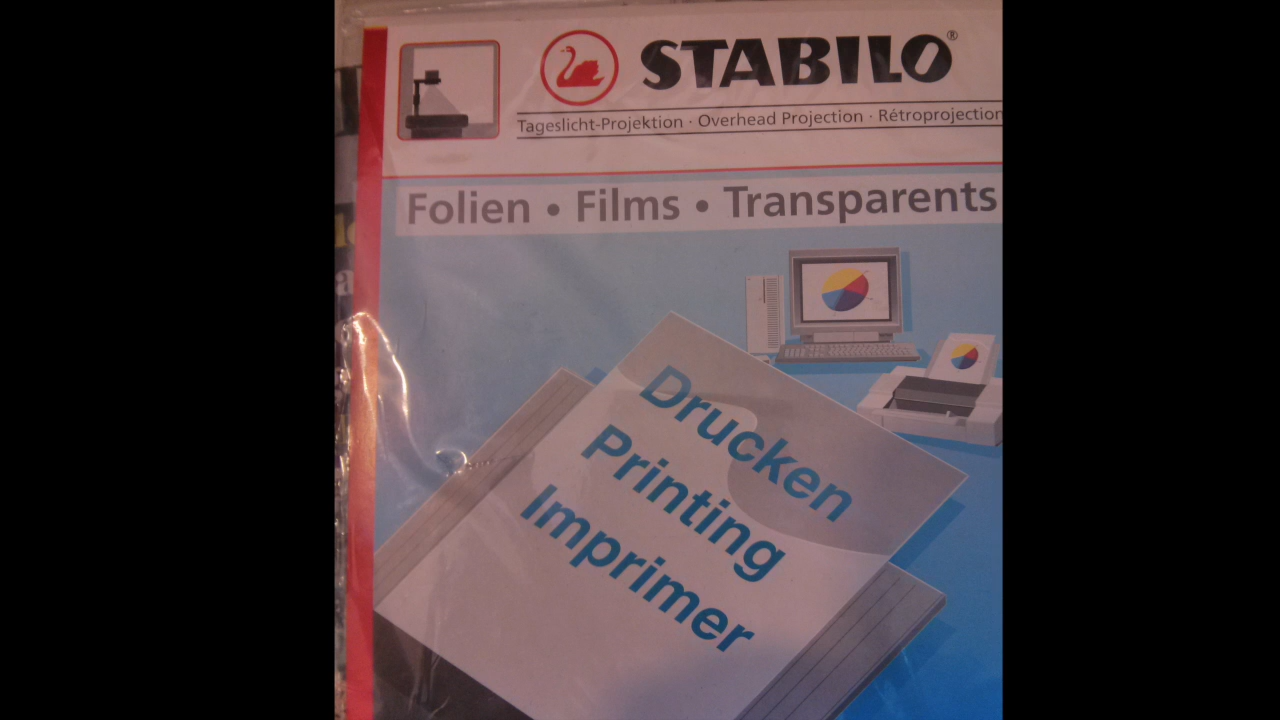 STABILO®
Tageslicht-Projektion · Overhead Projection · Rétroprojection
Folien • Films • Transparents
Drucken
Printing
Imprimer